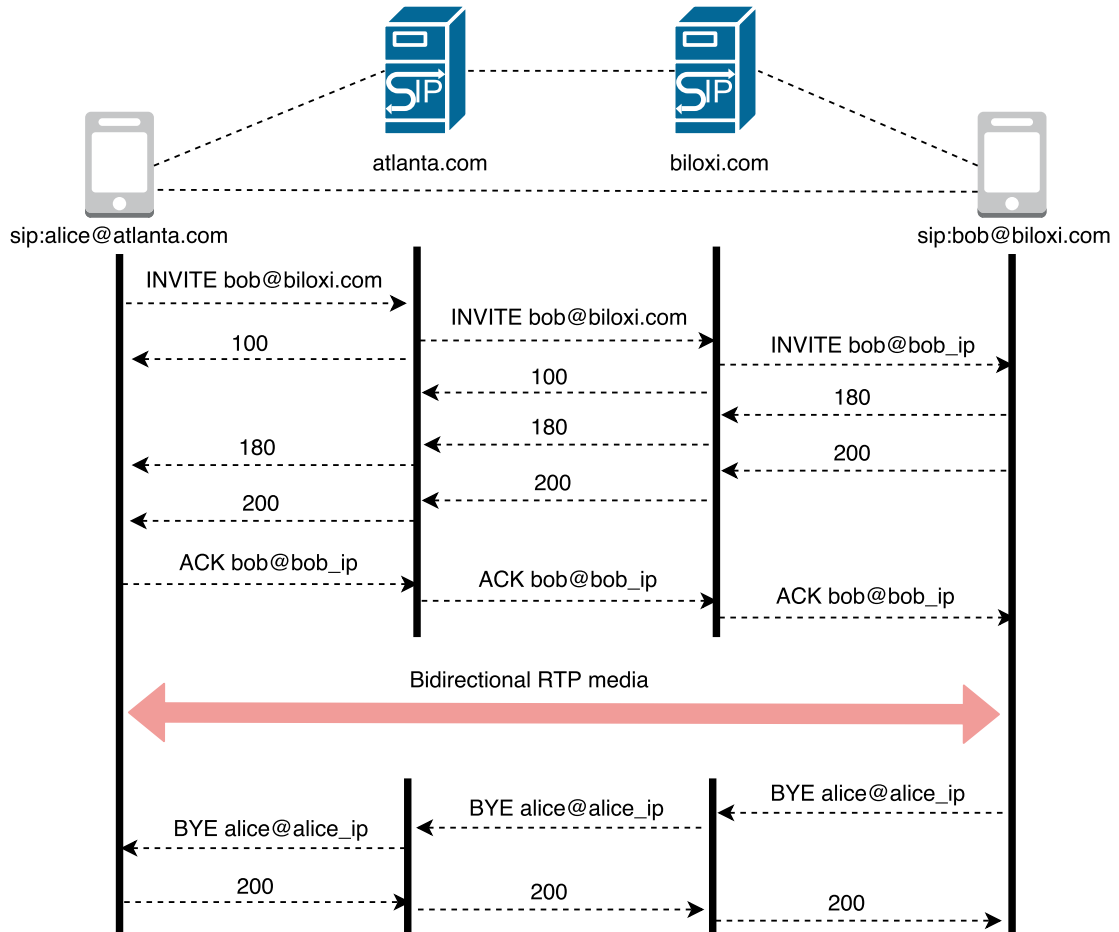 SIP
SIP
atlanta.com
biloxi.com
sip:alice@atlanta.com
sip:bob@biloxi.com
INVITE bob@biloxi.com
INVITE bob@biloxi.com
INVITE bob@bob_ip
100
100
180
180
180
200
200
200
ACK bob@bob_ip
ACK bob@bob_ip
ACK bob@bob_ip
Bidirectional RTP media
BYE alice@alice_ip
BYE alice@alice_ip
BYE alice@alice_ip
200
200
200